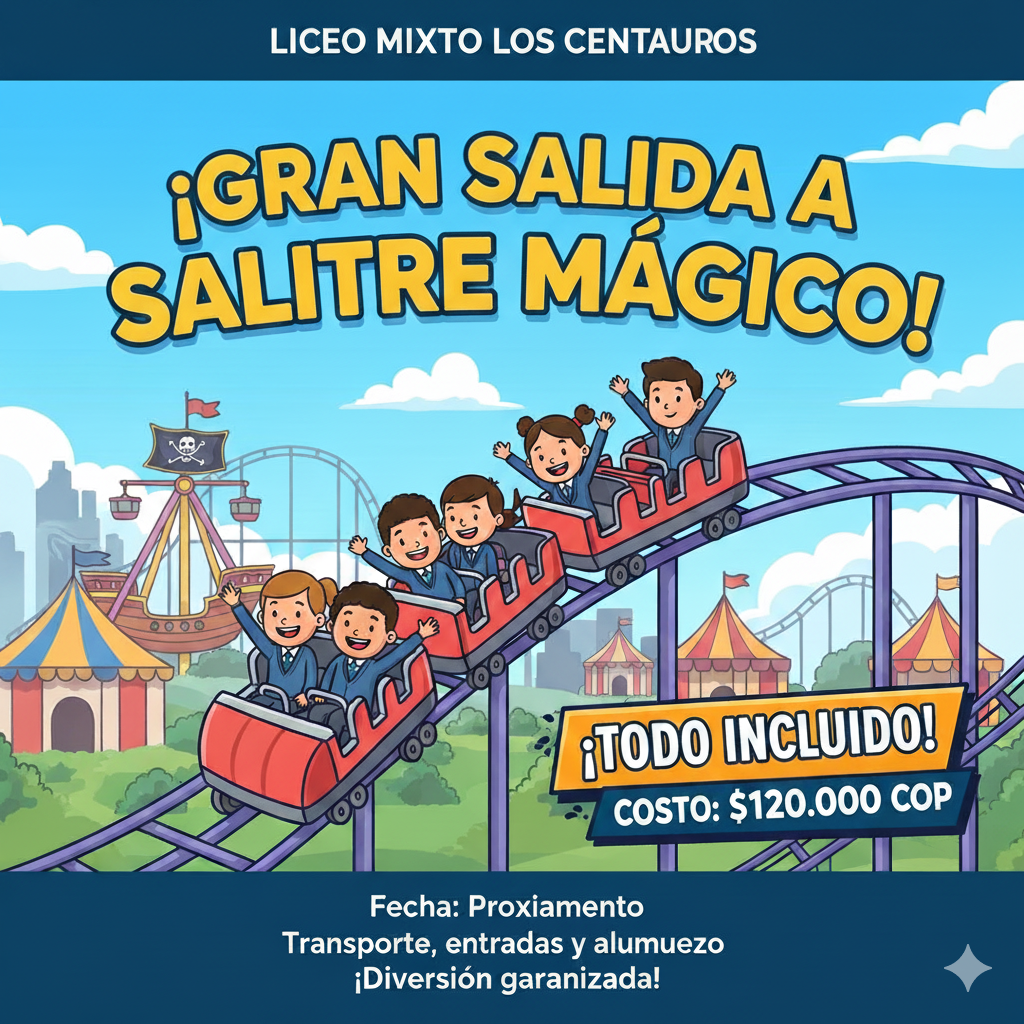 LICEO MIXTO LOS CENTAUROS
¡GRAN SALIDA A
SALITRE MÁGICO!
¡TODO INCLUIDO!
COSTO: $120.000 COP
Fecha: Proxiamento
Transporte, entradas y alumuezo
¡Diversión garanizada!